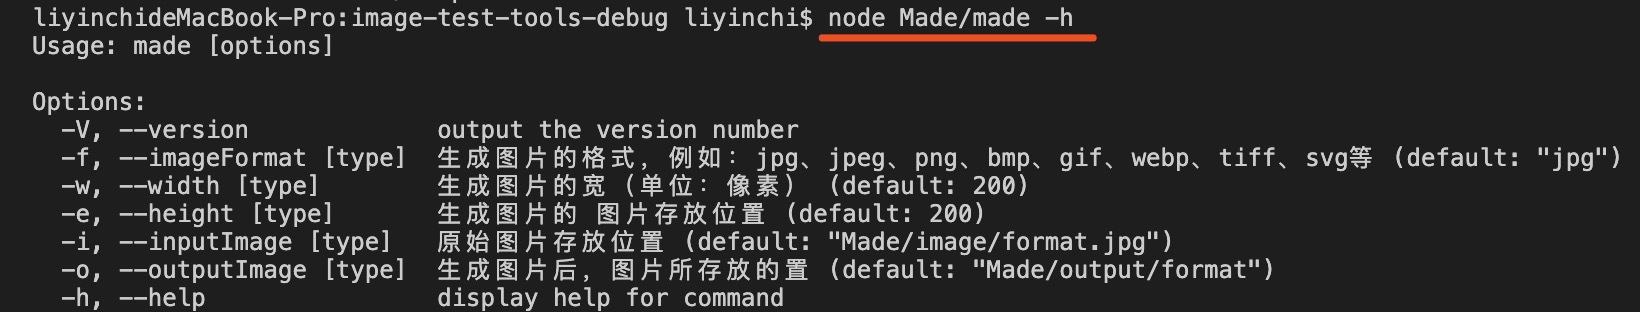 liyinchideMacBook-Pro:image-test-tools-debug liyinchi$ node Made/made -h
Usage: made [options]
Options:
-V, --version output the version number
-f, --imageFormat [type] 生成图片的格式，例如：jpg、jpeg、png、bmp、gif、webp、tiff、svg等 (default: "jpg")
-w, --width [type] 生成图片的宽（单位：像素） (default: 200)
-e, --height [type] 生成图片的 图片存放位置 (default: 200)
-i, --inputImage [type] 原始图片存放位置 (default: "Made/image/format.jpg")
-o, --outputImage [type] 生成图片后，图片所存放的置 (default: "Made/output/format")
-h, --help display help for command